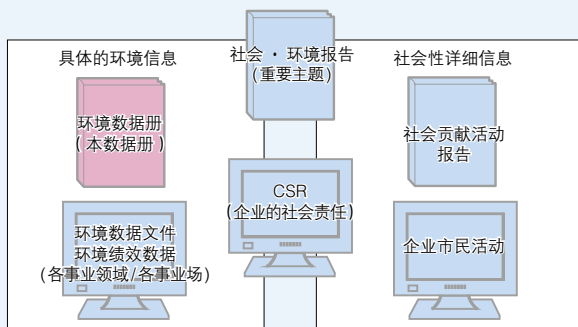 社会 · 环境报告
(重要主题)
具体的环境信息
社会性详细信息
环境数据册
( 本数据册 )
社会贡献活动
报告
CSR
(企业的社会责任)
环境数据文件
环境绩效数据
(各事业领域/各事业场)
企业市民活动